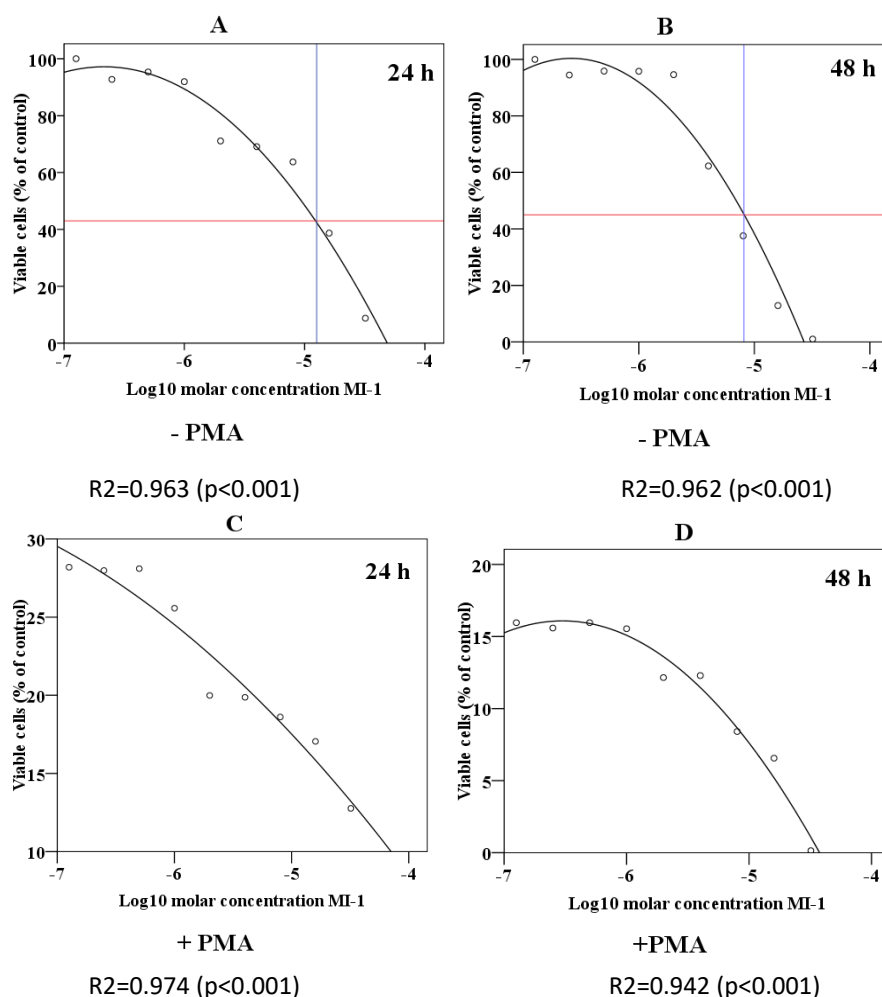 A
100
80
60
40
20
0
Viable cells (% of control)
24 h
-7
-6
-5
-4
Log10 molar concentration MI-1
- PMA
R2=0.963 (p<0.001)
B
100
80
60
40
20
0
Viable cells (% of control)
48 h
-7
-6
-5
-4
Log10 molar concentration MI-1
- PMA
R2=0.962 (p<0.001)
C
30
25
20
15
10
Viable cells (% of control)
24 h
-7
-6
-5
-4
Log10 molar concentration MI-1
+ PMA
R2=0.974 (p<0.001)
D
20
15
10
5
0
Viable cells (% of control)
48 h
-7
-6
-5
-4
Log10 molar concentration MI-1
+PMA
R2=0.942 (p<0.001)